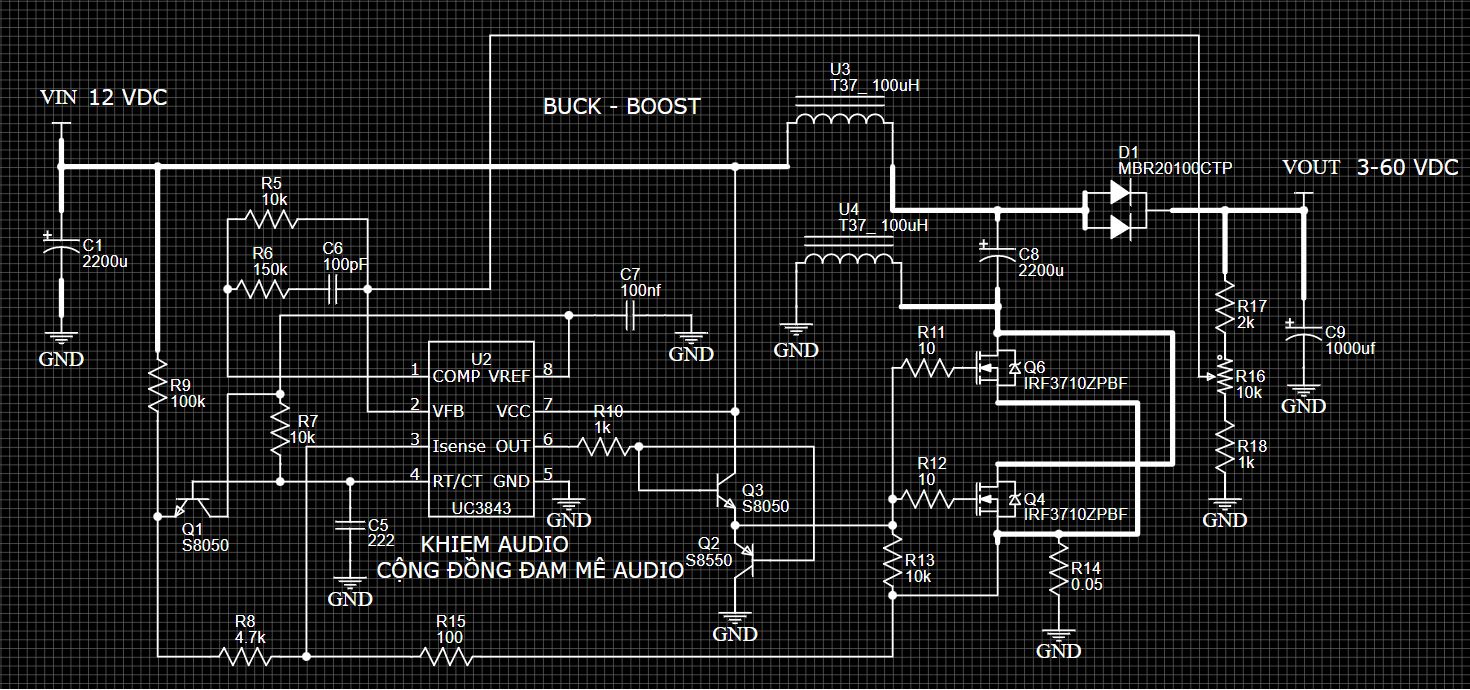 VIN 12 VDC
BUCK - BOOST
U3
T37_ 100uH
D1
MBR20100CTP
VOUT 3-60 VDC
R5
10k
U4
T37_ 100uH
C1
2200u
R6
150k
C6
100pF
C8
2200u
C7
100nf
R17
2k
GND
GND
GND
R11
10
C9
1000uf
U2
1 COMP VREF 8
Q6
IRF3710ZPBF
R16
10k
R9
100k
2 VFB VCC 7
R10
1k
GND
R7
10k
3 Isense OUT 6
R18
1k
4 RT/CT GND 5
R12
10
UC3843
Q3
S8050
Q4
IRF3710ZPBF
GND
GND
Q1
S8050
C5
222
KHIEM AUDIO
Q2
S8550
CỘNG ĐỒNG ĐAM MÊ AUDIO
R13
10k
R14
0.05
GND
R8
4.7k
R15
100
GND
GND